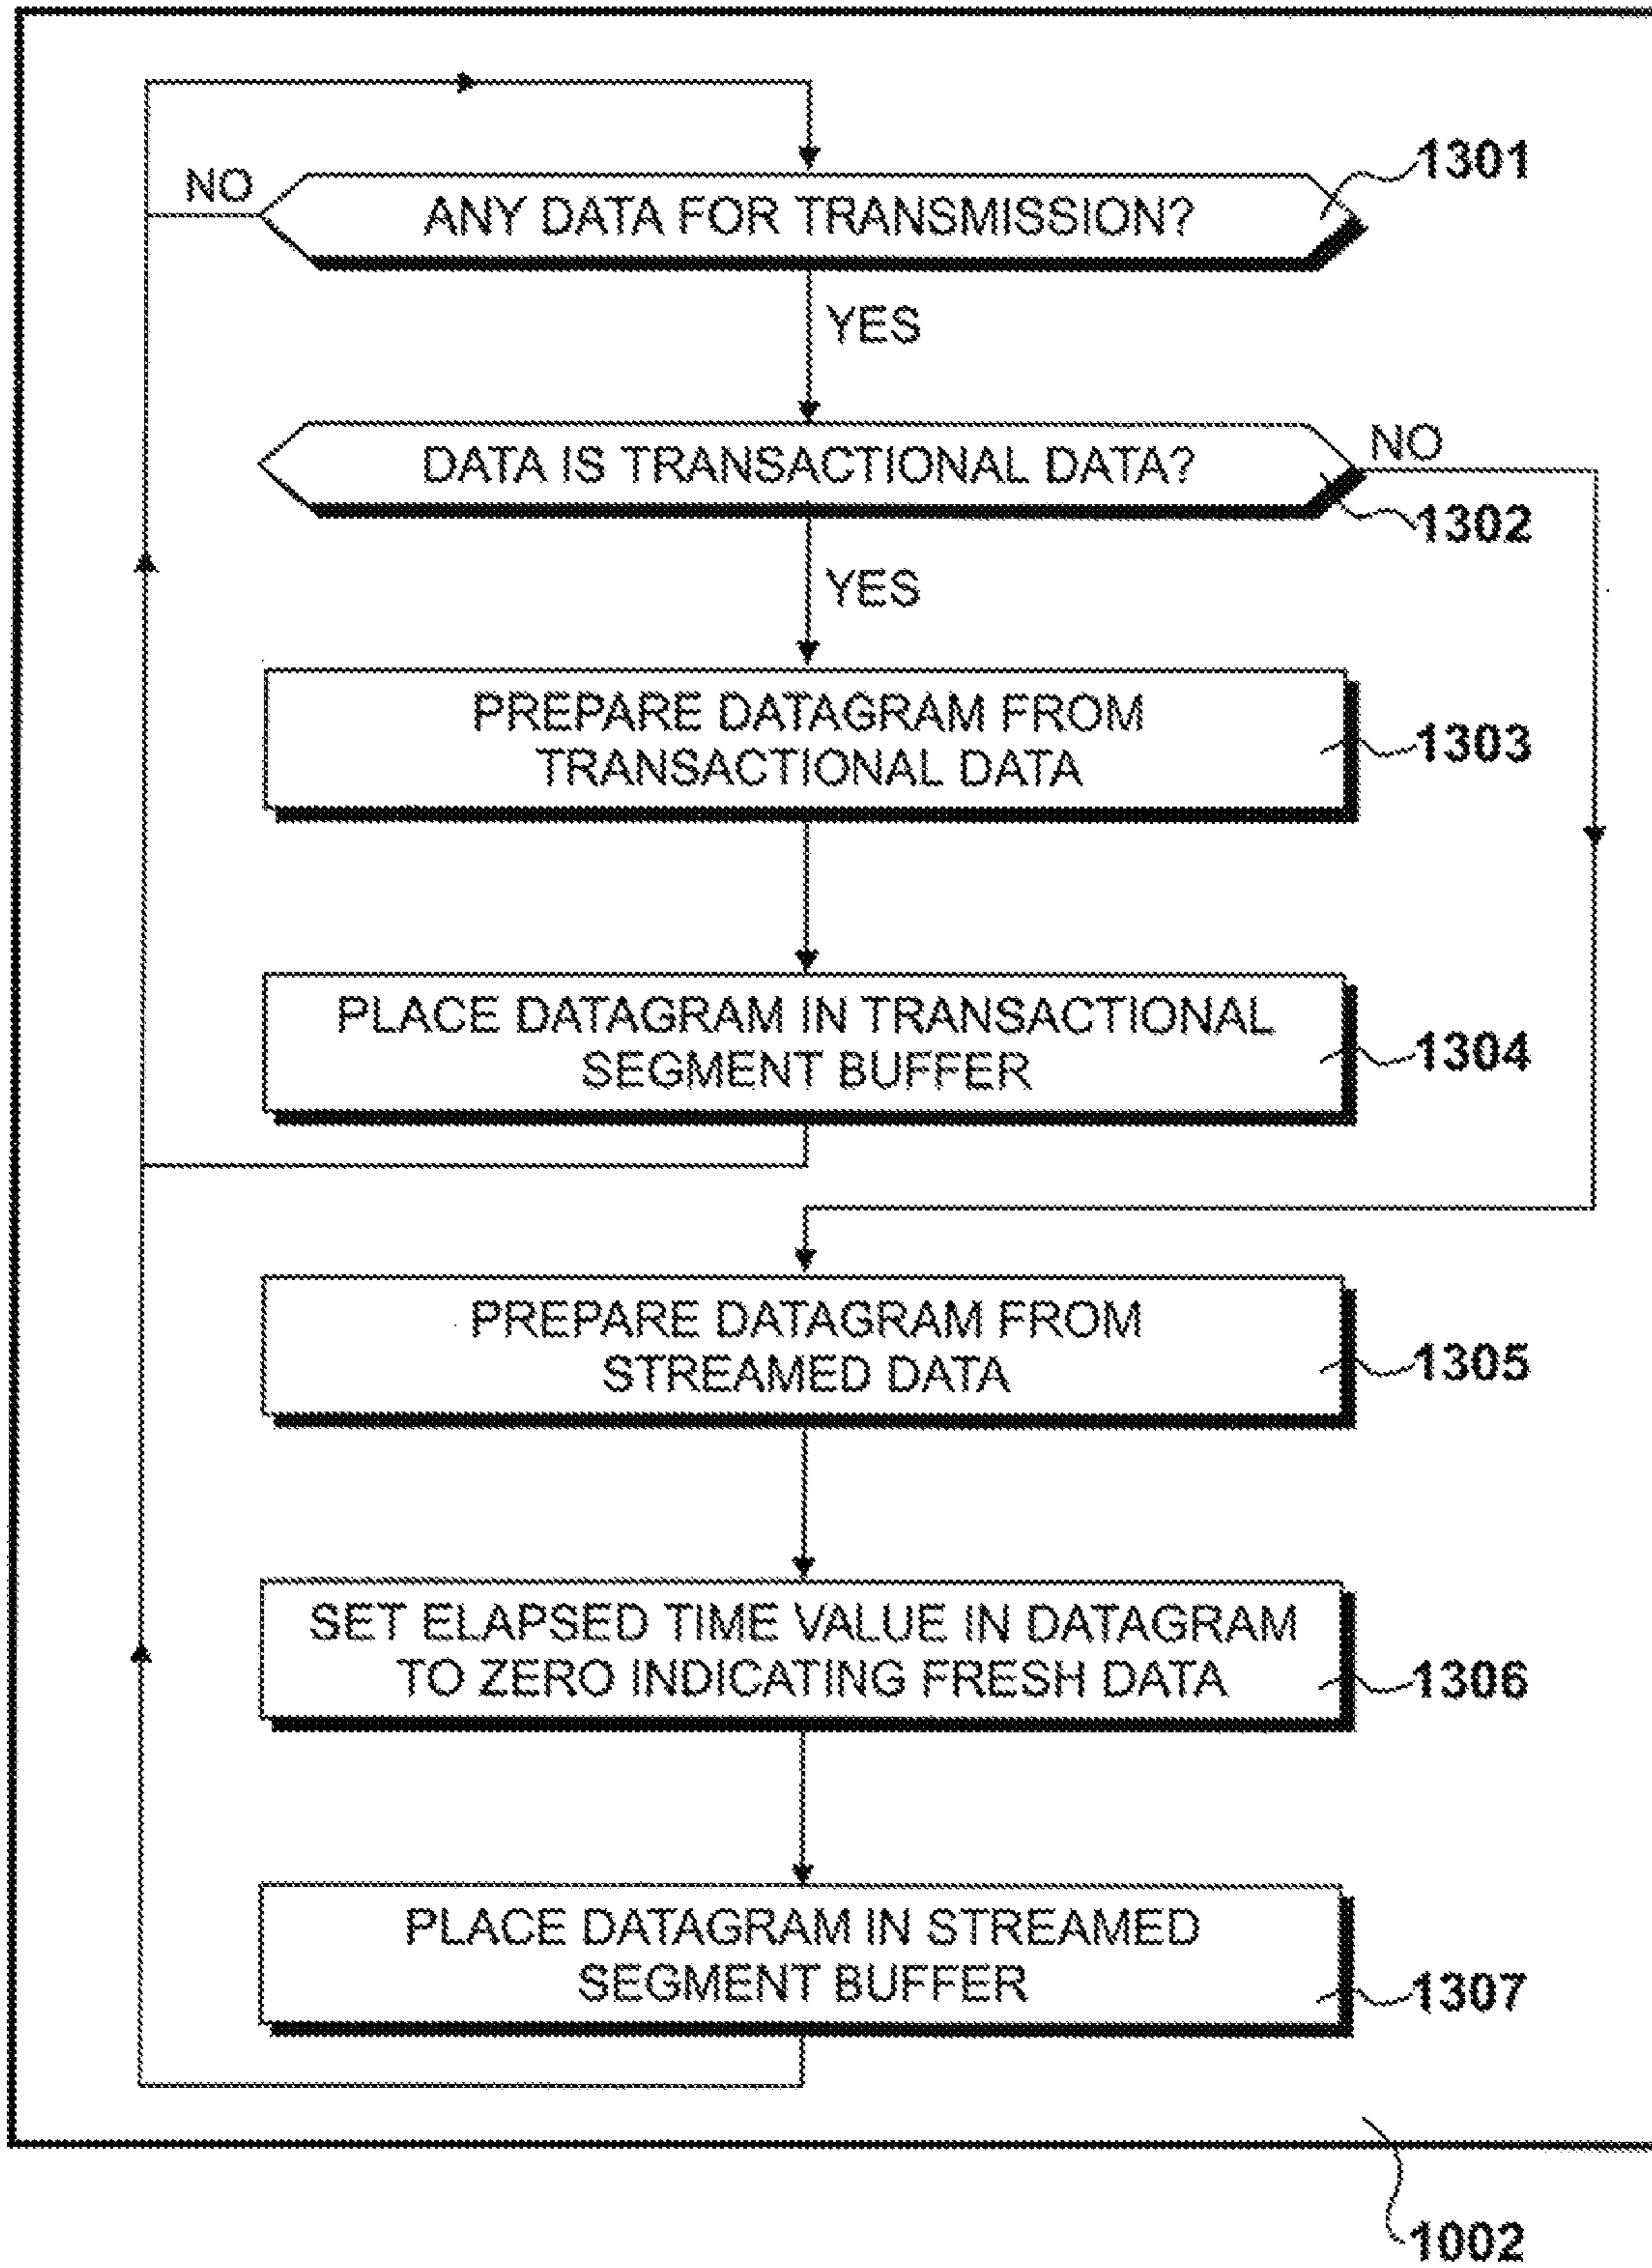 1301
NO
ANY DATA FOR TRANSMISSION?
YES
NO
DATA IS TRANSACTIONAL DATA?
1302
YES
PREPARE DATAGRAM FROM
TRANSACTIONAL DATA
1303
PLACE DATAGRAM IN TRANSACTIONAL
SEGMENT BUFFER
1304
PREPARE DATAGRAM FROM
STREAMED DATA
1305
SET ELAPSED TIME VALUE IN DATAGRAM
TO ZERO INDICATING FRESH DATA
1306
PLACE DATAGRAM IN STREAMED
SEGMENT BUFFER
1307
1002